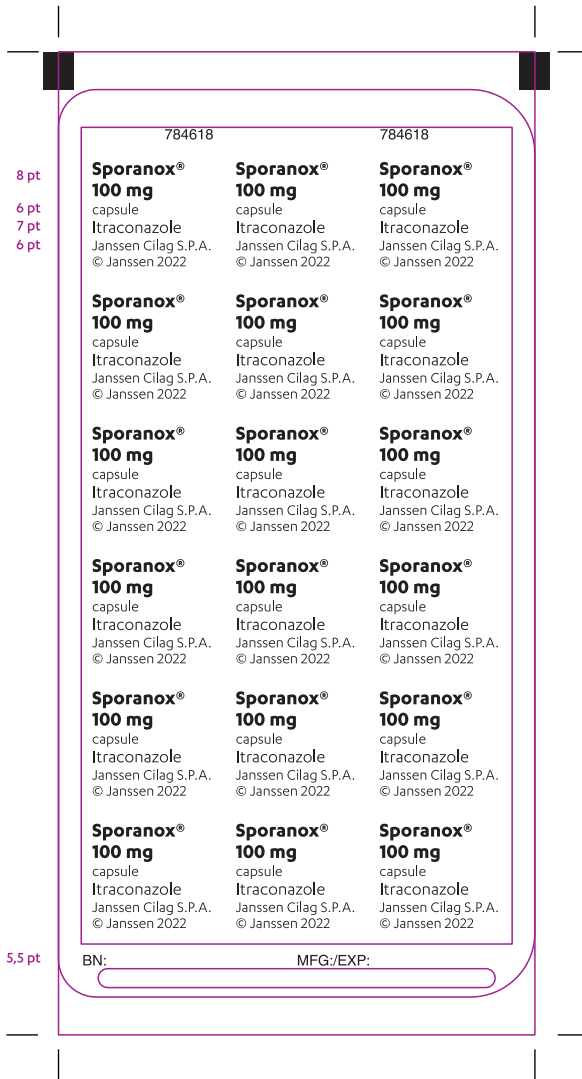 784618 784618
8 pt
6 pt
7 pt
6 pt
Sporanox® Sporanox® Sporanox®
100 mg 100 mg 100 mg
capsule capsule capsule
Itraconazole Itraconazole Itraconazole
Janssen Cilag S.P.A. Janssen Cilag S.P.A. Janssen Cilag S.P.A.
© Janssen 2022 © Janssen 2022 © Janssen 2022
Sporanox® Sporanox® Sporanox®
100 mg 100 mg 100 mg
capsule capsule capsule
Itraconazole Itraconazole Itraconazole
Janssen Cilag S.P.A. Janssen Cilag S.P.A. Janssen Cilag S.P.A.
© Janssen 2022 © Janssen 2022 © Janssen 2022
Sporanox® Sporanox® Sporanox®
100 mg 100 mg 100 mg
capsule capsule capsule
Itraconazole Itraconazole Itraconazole
Janssen Cilag S.P.A. Janssen Cilag S.P.A. Janssen Cilag S.P.A.
© Janssen 2022 © Janssen 2022 © Janssen 2022
Sporanox® Sporanox® Sporanox®
100 mg 100 mg 100 mg
capsule capsule capsule
Itraconazole Itraconazole Itraconazole
Janssen Cilag S.P.A. Janssen Cilag S.P.A. Janssen Cilag S.P.A.
© Janssen 2022 © Janssen 2022 © Janssen 2022
Sporanox® Sporanox® Sporanox®
100 mg 100 mg 100 mg
capsule capsule capsule
Itraconazole Itraconazole Itraconazole
Janssen Cilag S.P.A. Janssen Cilag S.P.A. Janssen Cilag S.P.A.
© Janssen 2022 © Janssen 2022 © Janssen 2022
Sporanox® Sporanox® Sporanox®
100 mg 100 mg 100 mg
capsule capsule capsule
Itraconazole Itraconazole Itraconazole
Janssen Cilag S.P.A. Janssen Cilag S.P.A. Janssen Cilag S.P.A.
© Janssen 2022 © Janssen 2022 © Janssen 2022
5,5 pt BN: MFG:/EXP: